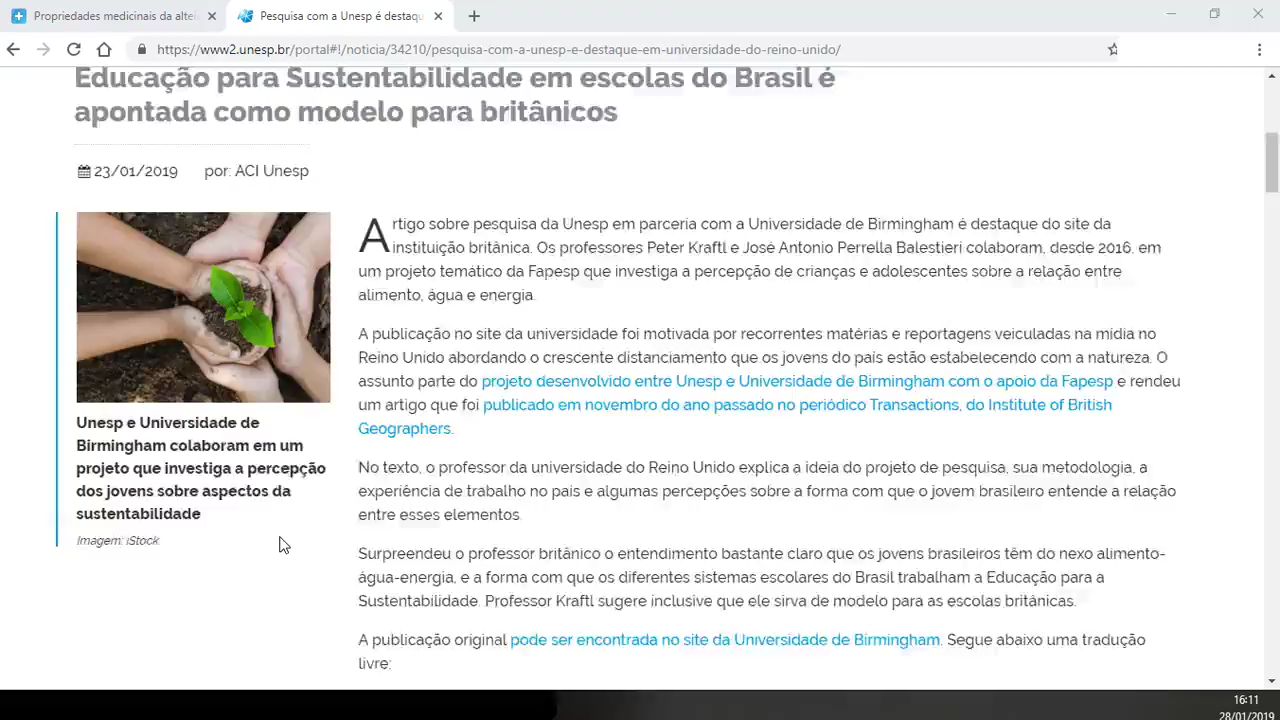 Propriedades medicinais da altei
Pesquisa com a Unesp é destaqu
https://www2.unesp.br/portal#!/noticia/34210/pesquisa-com-a-unesp-e-destaque-em-universidade-do-reino-unido/
Educação para Sustentabilidade em escolas do Brasil é
apontada como modelo para britânicos
23/01/2019 por: ACI Unesp
Artigo sobre pesquisa da Unesp em parceria com a Universidade de Birmingham é destaque do site da
instituição britânica. Os professores Peter Kraftl e José Antonio Perrella Balestieri colaboram, desde 2016, em
um projeto temático da Fapesp que investiga a percepção de crianças e adolescentes sobre a relação entre
alimento, água e energia.
A publicação no site da universidade foi motivada por recorrentes matérias e reportagens veiculadas na mídia no
Reino Unido abordando o crescente distanciamento que os jovens do país estão estabelecendo com a natureza. O
assunto parte do projeto desenvolvido entre Unesp e Universidade de Birmingham com o apoio da Fapesp e rendeu
um artigo que foi publicado em novembro do ano passado no periódico Transactions, do Institute of British
Geographers.
No texto, o professor da universidade do Reino Unido explica a ideia do projeto de pesquisa, sua metodologia, a
experiência de trabalho no país e algumas percepções sobre a forma com que o jovem brasileiro entende a relação
entre esses elementos.
Surpreendeu o professor britânico o entendimento bastante claro que os jovens brasileiros têm do nexo alimento-
água-energia, e a forma com que os diferentes sistemas escolares do Brasil trabalham a Educação para a
Sustentabilidade. Professor Kraftl sugere inclusive que ele sirva de modelo para as escolas britânicas.
A publicação original pode ser encontrada no site da Universidade de Birmingham. Segue abaixo uma tradução
livre:
Unesp e Universidade de
Birmingham colaboram em um
projeto que investiga a percepção
dos jovens sobre aspectos da
sustentabilidade
Imagem: iStock
16:11
28/01/2019